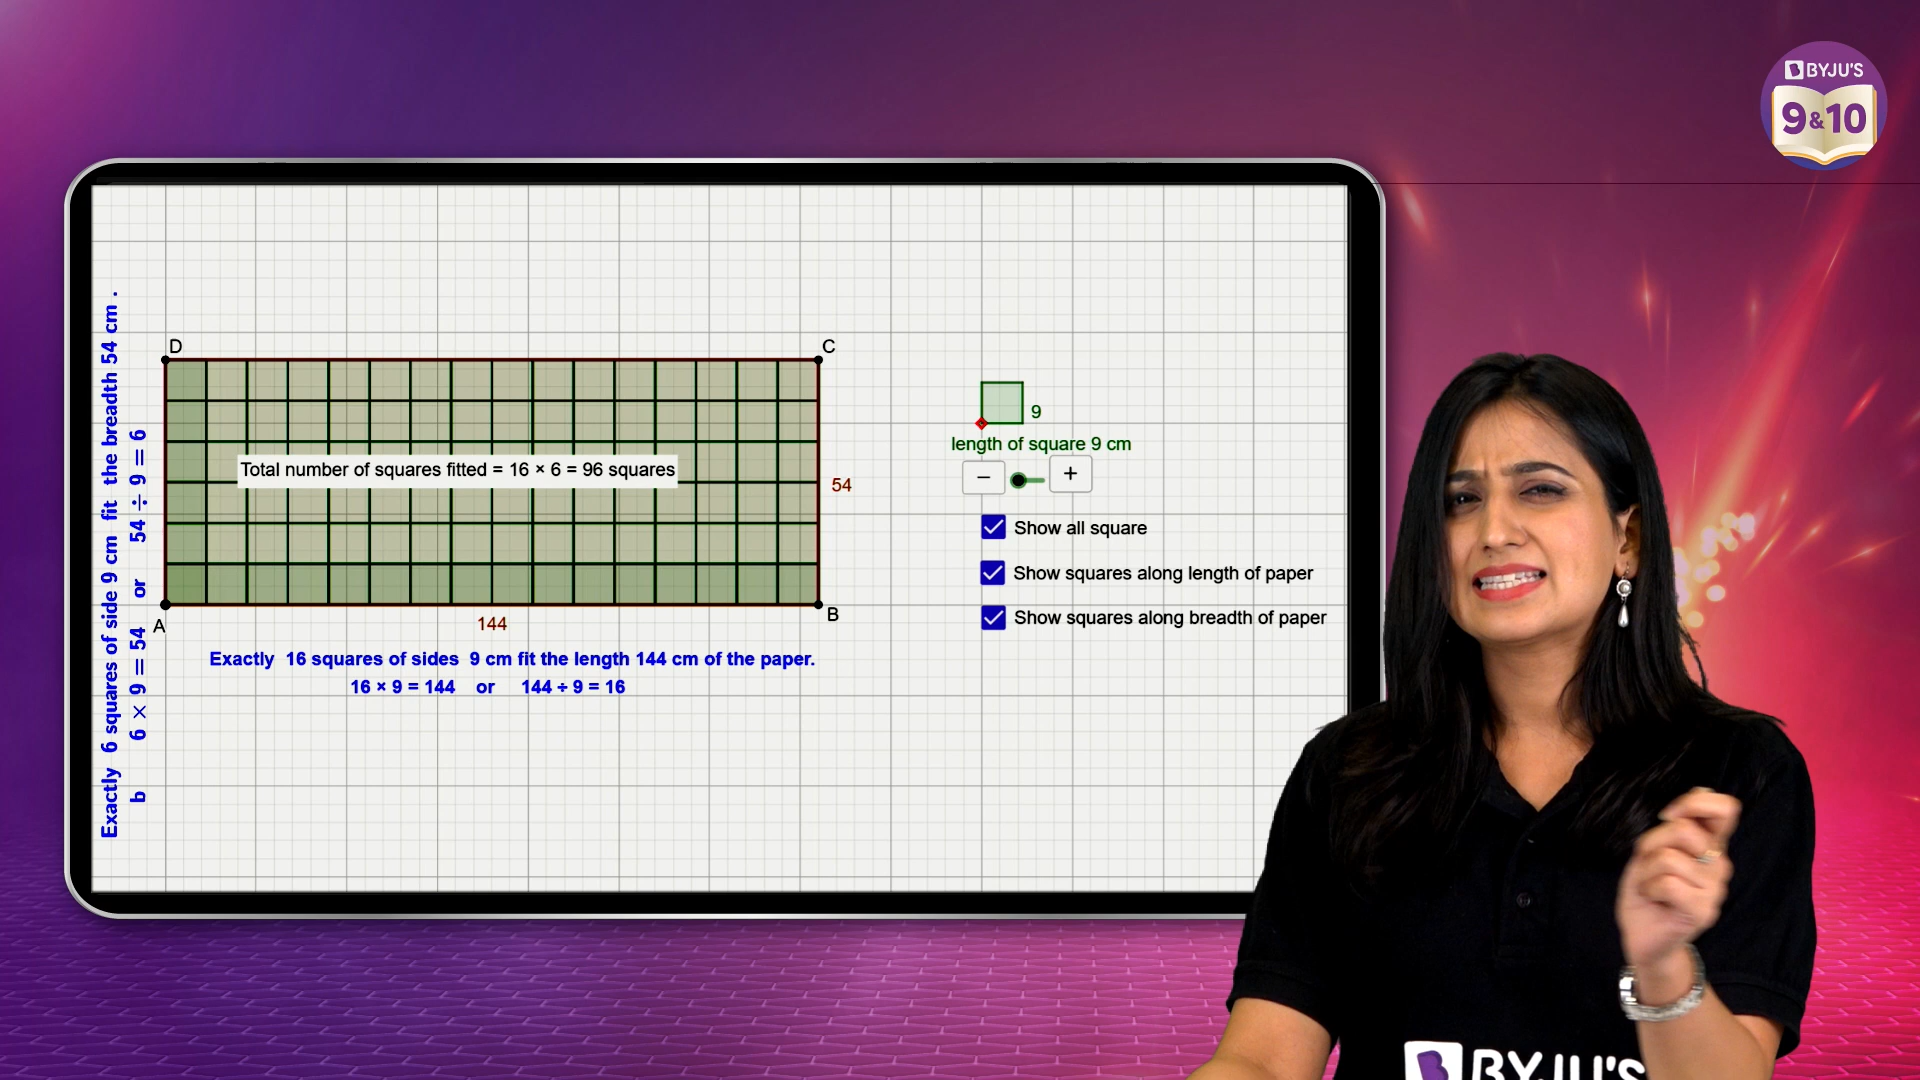 BYJU'S
9&10
Exactly 6 squares of side 9 cm fit the breadth 54 cm .
b 6 × 9 = 54 or 54 ÷ 9 = 6
D
C
Total number of squares fitted = 16 × 6 = 96 squares
54
A
B
144
Exactly 16 squares of sides 9 cm fit the length 144 cm of the paper.
16 × 9 = 144 or 144 ÷ 9 = 16
9
length of square 9 cm
− +
Show all square
Show squares along length of paper
Show squares along breadth of paper
BYJU'S